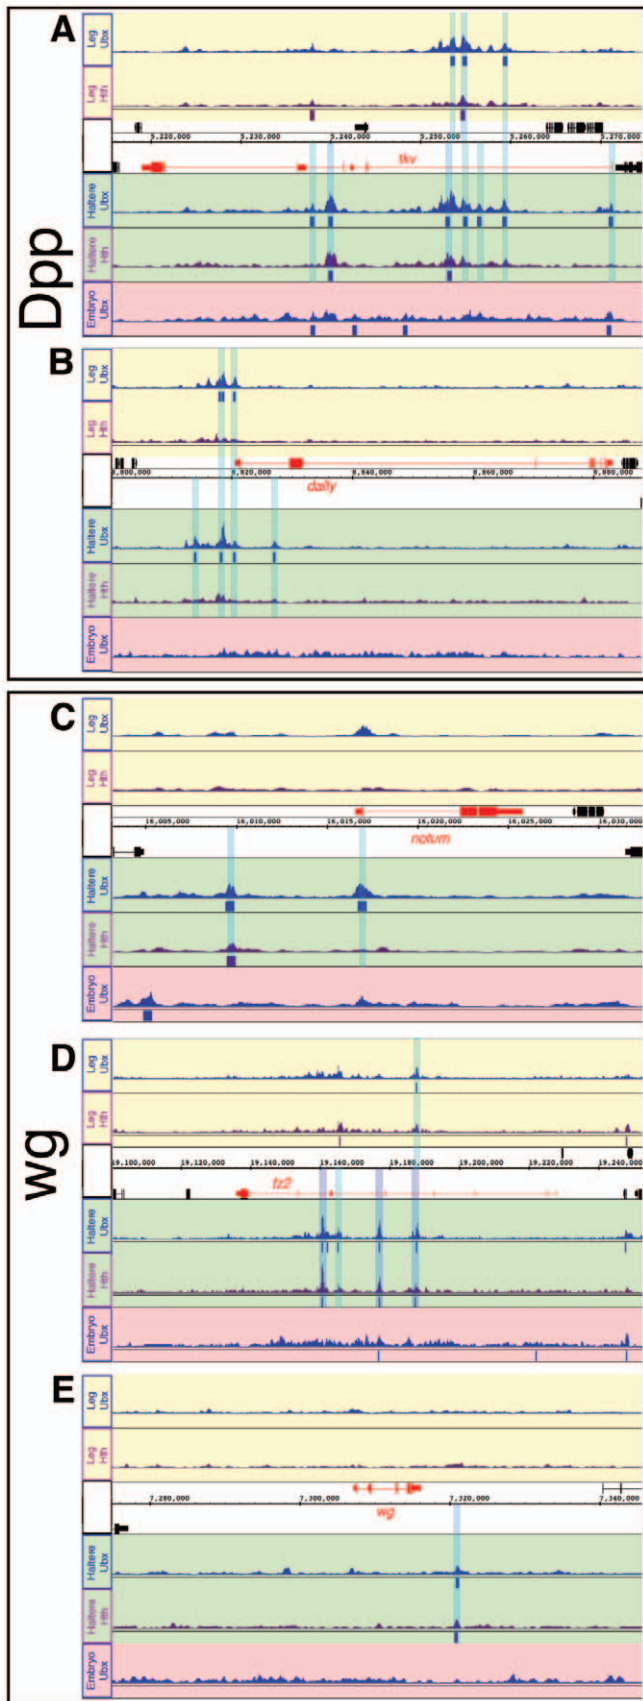 Dpp
A
Leg Ubx
Leg Hth
5,220,000 5,230,000 5,240,000 5,250,000 5,260,000 5,270,000
tkv
Haltere Ubx
Haltere Hth
Embryo Ubx
B
Leg Ubx
Leg Hth
8,800,000 8,820,000 8,840,000 8,860,000 8,880,000
dally
Haltere Ubx
Haltere Hth
Embryo Ubx
wg
C
Leg Ubx
Leg Hth
16,005,000 16,010,000 16,015,000 16,020,000 16,025,000 16,030,000
notum
Haltere Ubx
Haltere Hth
Embryo Ubx
D
Leg Ubx
Leg Hth
19,100,000 19,120,000 19,140,000 19,160,000 19,180,000 19,200,000 19,220,000 19,240,000
fz2
Haltere Ubx
Haltere Hth
Embryo Ubx
E
Leg Ubx
Leg Hth
7,280,000 7,300,000 7,320,000 7,340,000
wg
Haltere Ubx
Haltere Hth
Embryo Ubx